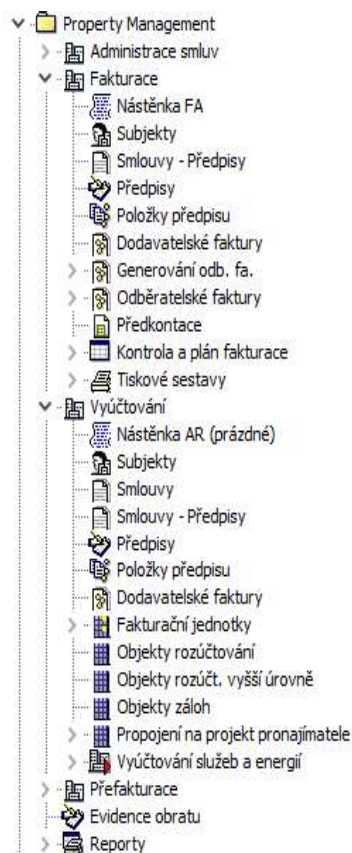 Property Management
Administrace smluv
Fakturace
Nástěnka FA
Subjekty
Smlouvy - Předpisy
Předpisy
Položky předpisu
Dodavatelské faktury
Generování odb. fa.
Odběratelské faktury
Předkontace
Kontrola a plán fakturace
Tiskové sestavy
Vyúčtování
Nástěnka AR (prázdné)
Subjekty
Smlouvy
Smlouvy - Předpisy
Předpisy
Položky předpisu
Dodavatelské faktury
Fakturační jednotky
Objekty rozúčtování
Objekty rozúčt. vyšší úrovně
Objekty záloh
Propojení na projekt pronajímatele
Vyúčtování služeb a energií
Přefakturace
Evidence obratu
Reporty